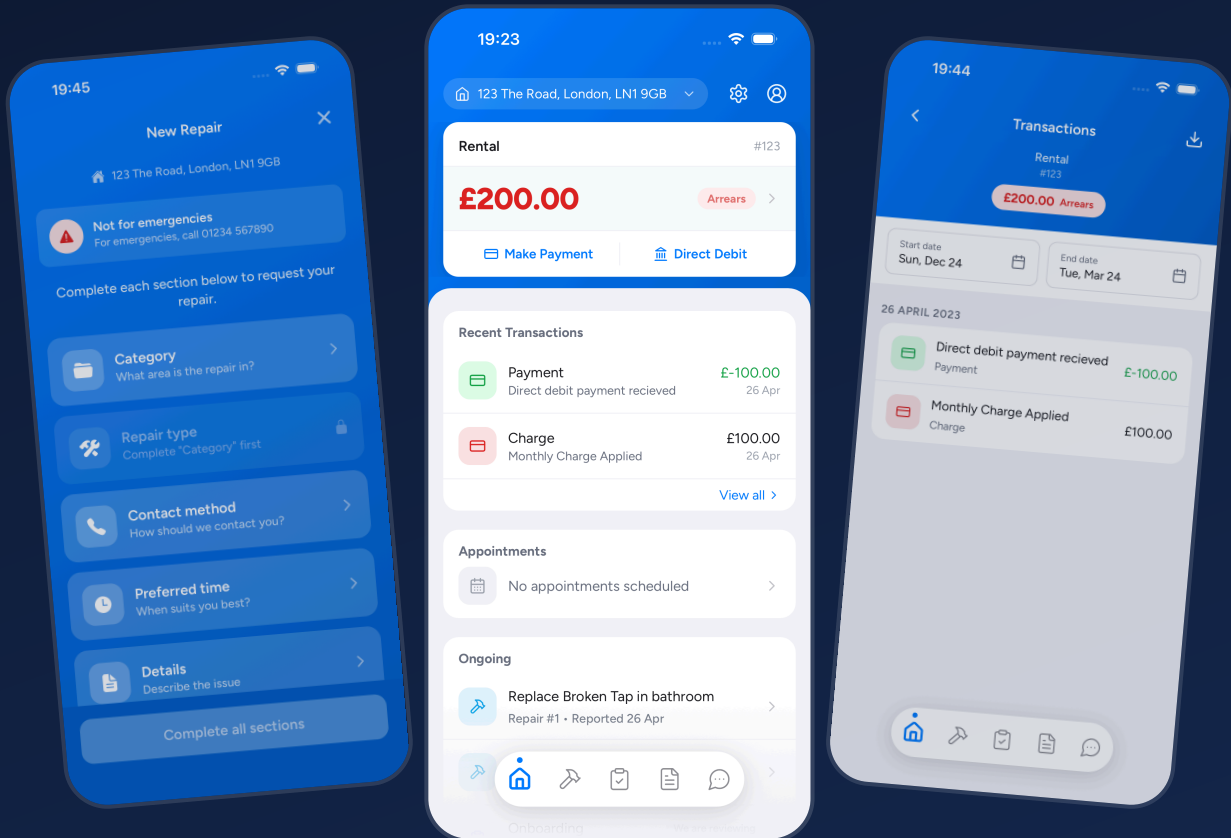 19:45
New Repair
123 The Road, London, LN1 9GB
Not for emergencies
For emergencies, call 01234 567890
Complete each section below to request your
repair.
Category
What area is the repair in?
Repair type
Complete "Category" first
Contact method
How should we contact you?
Preferred time
When suits you best?
Details
Describe the issue
Complete all sections
19:23
123 The Road, London, LN1 9GB
Rental
#123
£200.00
Arrears
Make Payment
Direct Debit
Recent Transactions
Payment
£-100.00
Direct debit payment recieved
26 Apr
Charge
£100.00
Monthly Charge Applied
26 Apr
View all
Appointments
No appointments scheduled
Ongoing
Replace Broken Tap in bathroom
Repair #1 • Reported 26 Apr
Onboarding
19:44
Transactions
Rental
#123
£200.00 Arrears
Start date
Sun, Dec 24
End date
Tue, Mar 24
26 APRIL 2023
Direct debit payment recieved
£-100.00
Payment
Monthly Charge Applied
£100.00
Charge